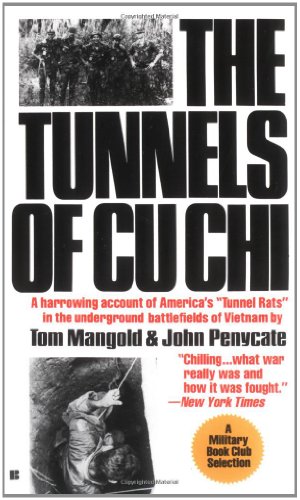 THE
TUNNELS
OF CU CHI
A harrowing account of America's "Tunnel Rats"
in the underground battlefields of Vietnam by
Tom Mangold & John Penycate
"Chilling...what war
really was and
how it was fought."
—New York Times
A
Military
Book Club
Selection
B